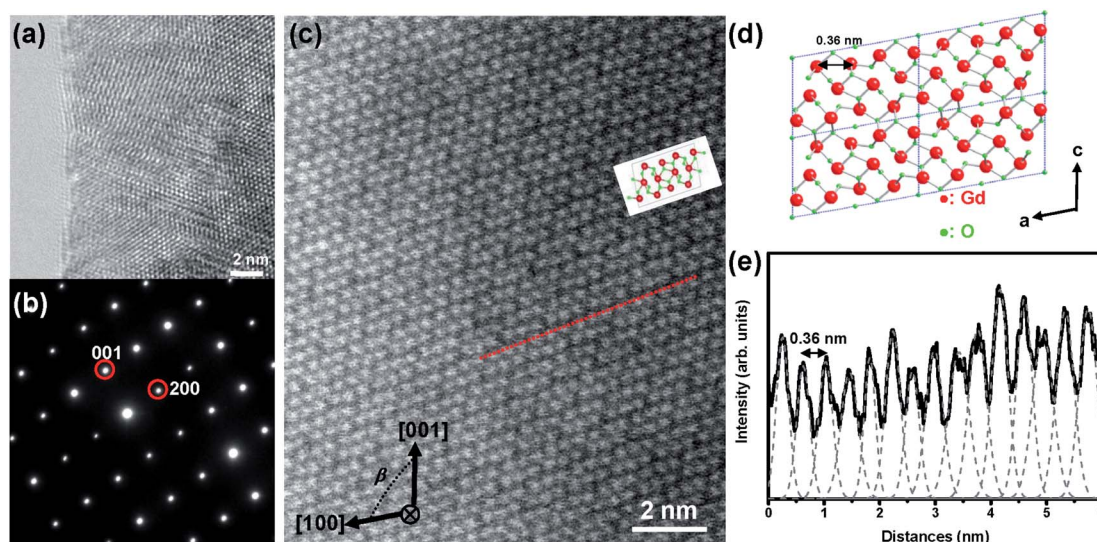 (a)
2 nm
(b)
001
200
(c)
[001]
β
[100]
2 nm
(d)
0.36 nm
c
a
●: Gd
●: O
(e)
0.36 nm
Intensity (arb. units)
0 1 2 3 4 5
Distances (nm)